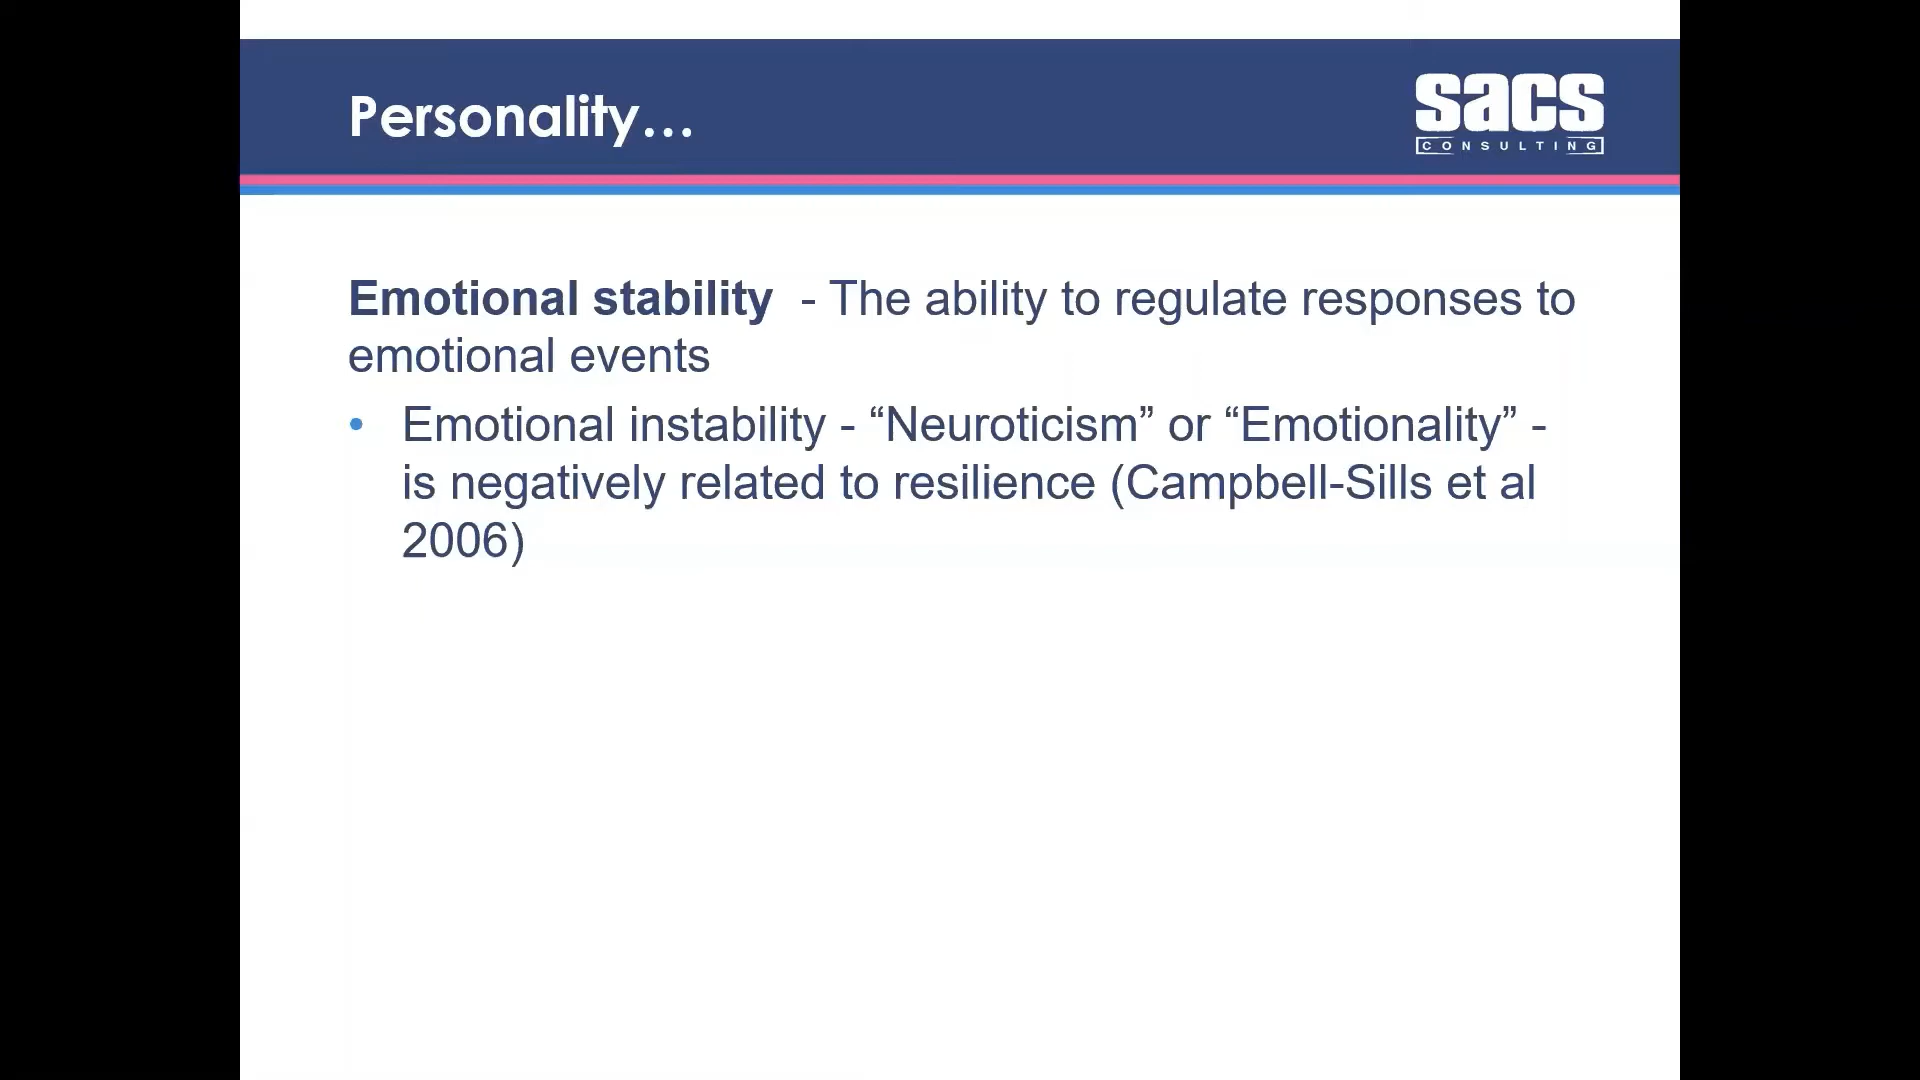 Personality…
sacs
CONSULTING
Emotional stability - The ability to regulate responses to
emotional events
• Emotional instability - “Neuroticism” or “Emotionality” -
is negatively related to resilience (Campbell-Sills et al
2006)